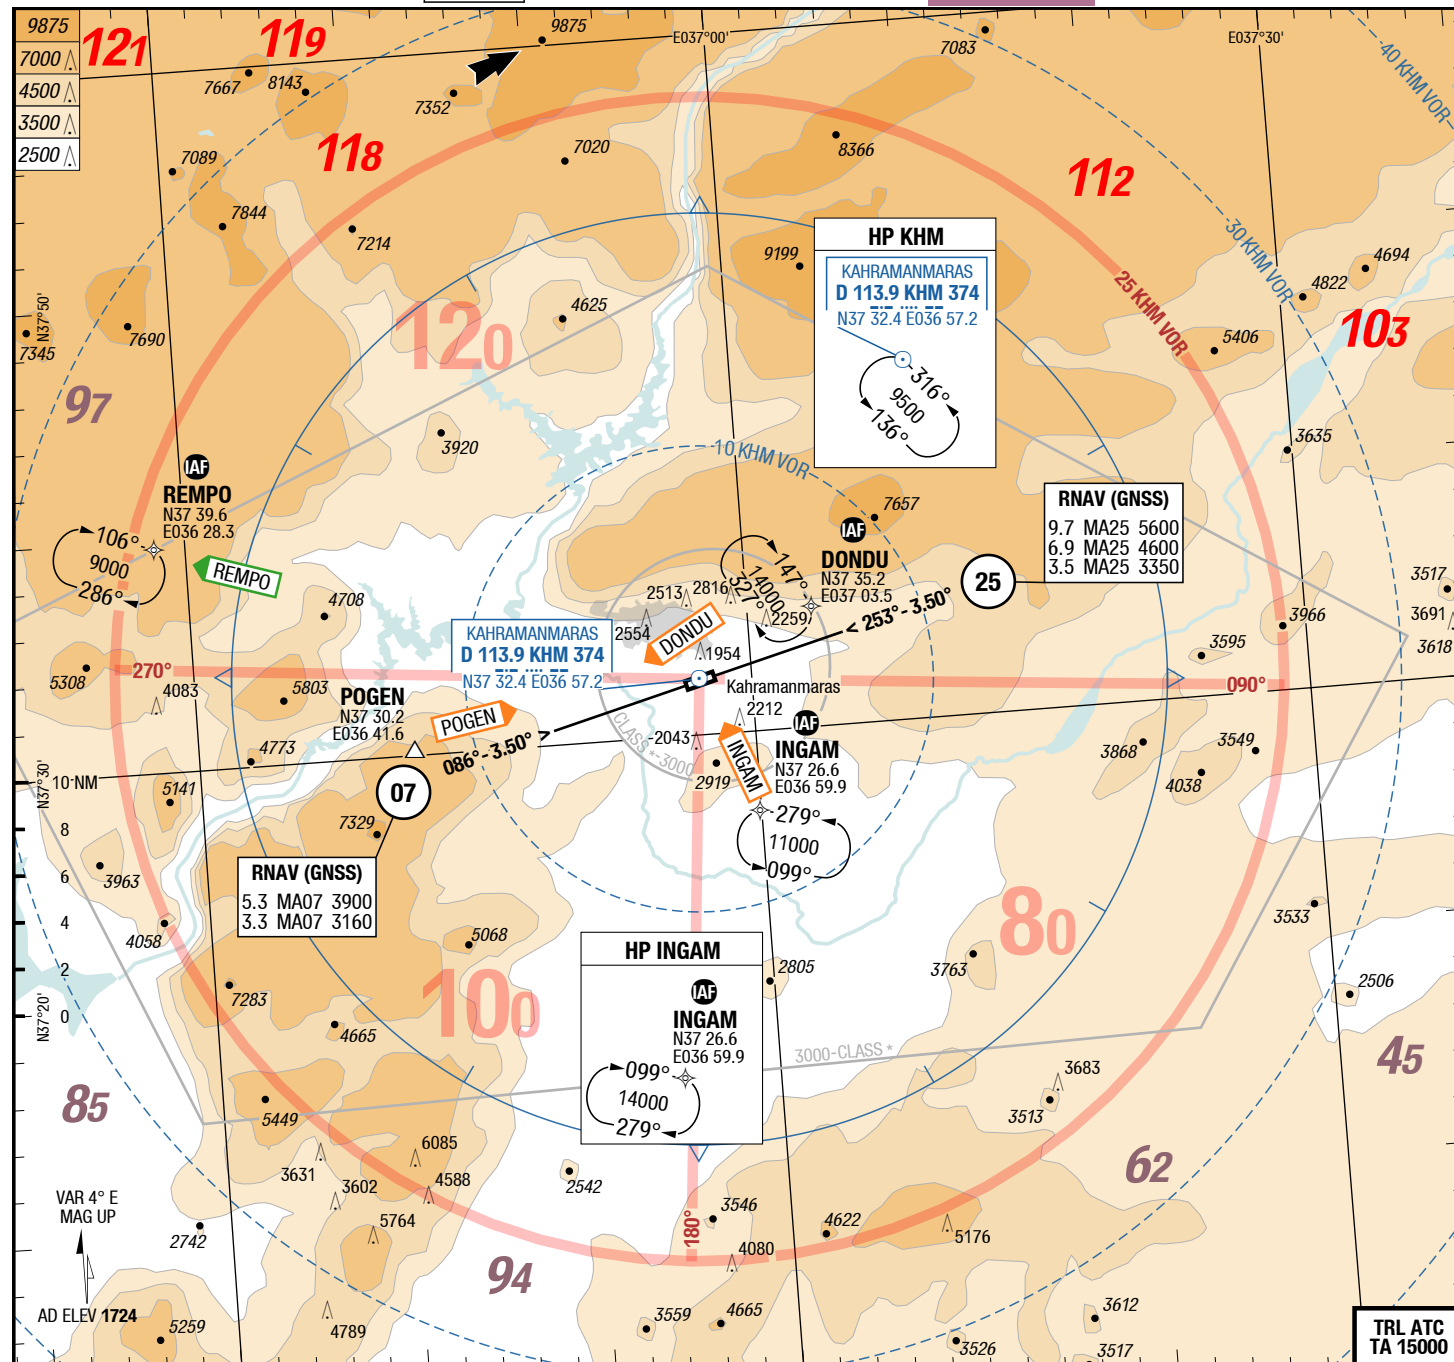 9875
7000
4500
3500
2500
121
119
118
112
103
120
97
100
80
85
94
62
45
9875
E037°00'
7083
E037°30'
40 KHM VOR
7667
8143
7352
7020
8366
7089
7844
7214
9199
4694
4822
30 KHM VOR
25 KHM VOR
5406
N37°50'
7345
7690
4625
3920
3635
10 KHM VOR
HP KHM
KAHRAMANMARAS
D 113.9 KHM 374
N37 32.4 E036 57.2
316°
9500
136°
IAF
REMPO
N37 39.6
E036 28.3
106°
9000
286°
REMPO
7657
IAF
DONDU
N37 35.2
E037 03.5
147°
14000
327°
RNAV (GNSS)
9.7 MA25 5600
6.9 MA25 4600
3.5 MA25 3350
25
< 253°- 3.50°
3517
3691
3618
3966
3595
4708
2513
2816
2554
2259
1954
DONDU
KAHRAMANMARAS
D 113.9 KHM 374
N37 32.4 E036 57.2
Kahramanmaras
270°
090°
5308
4083
5803
POGEN
N37 30.2
E036 41.6
POGEN
086°- 3.50° >
07
CLASS *-3000
2212
2043
2919
INGAM
IAF
INGAM
N37 26.6
E036 59.9
279°
11000
099°
3868
3549
4038
4773
5141
7329
3963
4058
N37°30'
10 NM
8
6
4
2
0
N37°20'
RNAV (GNSS)
5.3 MA07 3900
3.3 MA07 3160
5068
7283
4665
2805
3763
3533
2506
HP INGAM
IAF
INGAM
N37 26.6
E036 59.9
099°
14000
279°
3000-CLASS *
3683
3513
5449
3631
6085
3602
4588
5764
2542
3546
180°
4080
4622
5176
VAR 4° E
MAG UP
2742
AD ELEV 1724
5259
4789
3559
4665
3612
3526
3517
TRL ATC
TA 15000